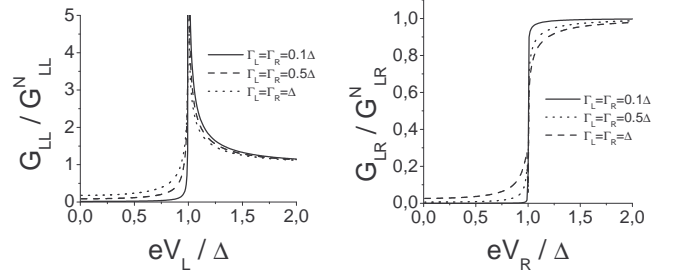 G_LL / G^N_LL
5
4
3
2
1
0
Γ_L=Γ_R=0.1Δ
Γ_L=Γ_R=0.5Δ
Γ_L=Γ_R=Δ
0,0 0,5 1,0 1,5 2,0
eV_L / Δ
G_LR / G^N_LR
1,0
0,8
0,6
0,4
0,2
0,0
Γ_L=Γ_R=0.1Δ
Γ_L=Γ_R=0.5Δ
Γ_L=Γ_R=Δ
0,0 0,5 1,0 1,5 2,0
eV_R / Δ